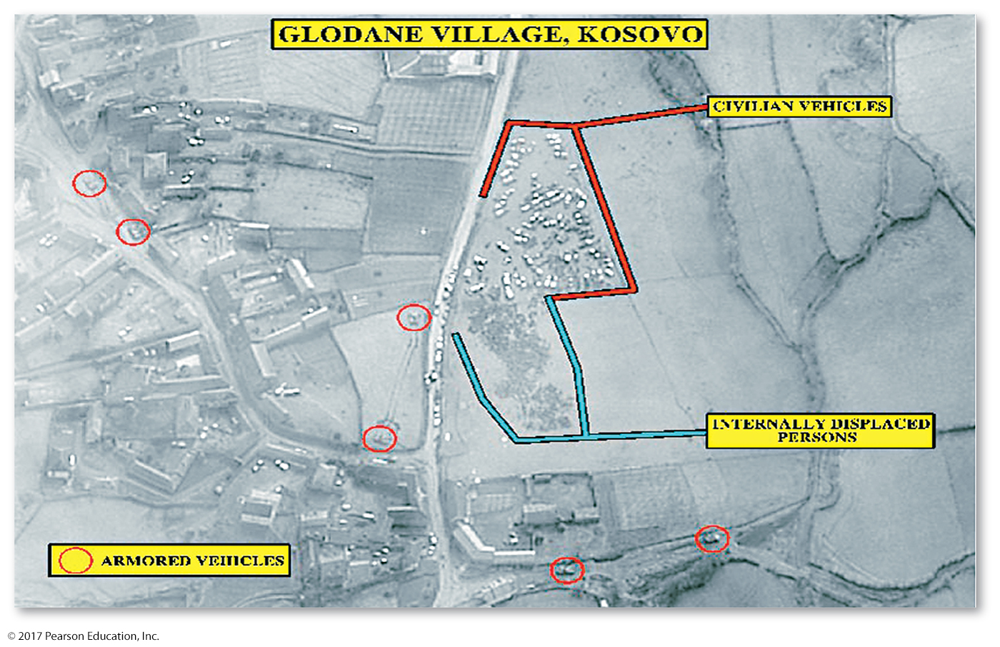 GLODANE VILLAGE, KOSOVO
CIVILIAN VEHICLES
INTERNALLY DISPLACED
PERSONS
ARMORED VEHICLES
© 2017 Pearson Education, Inc.